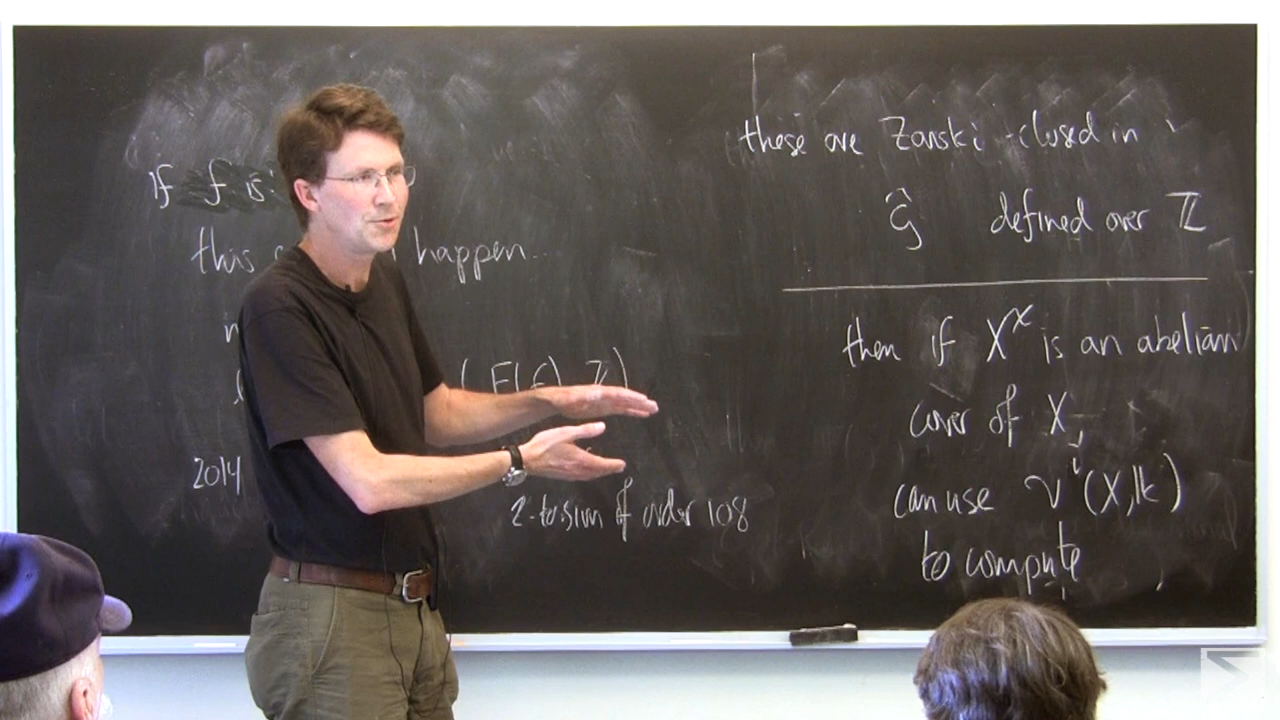 If f is
this happen...
( F(f), ℤ )
2014
2-torsion of order 108
these are Zariski-closed in
Ĝ defined over ℤ
then if X^χ is an abelian
cover of X,
can use 𝒱^i(X,𝕜)
to compute